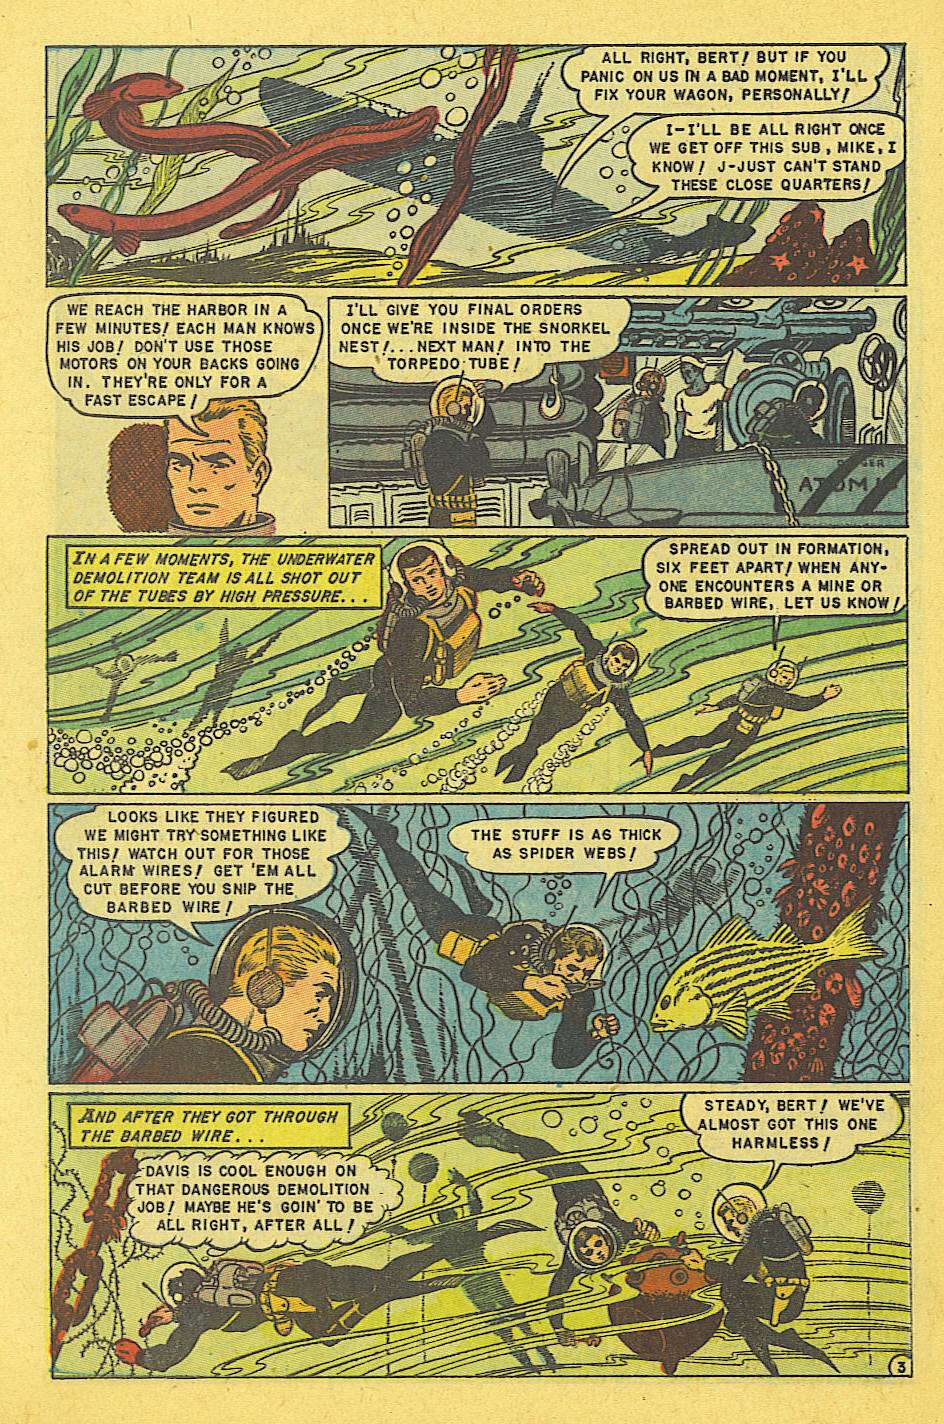 ALL RIGHT, BERT! BUT IF YOU
PANIC ON US IN A BAD MOMENT, I'LL
FIX YOUR WAGON, PERSONALLY!
I-I'LL BE ALL RIGHT ONCE
WE GET OFF THIS SUB, MIKE, I
KNOW! J-JUST CAN'T STAND
THESE CLOSE QUARTERS!
WE REACH THE HARBOR IN A
FEW MINUTES! EACH MAN KNOWS
HIS JOB! DON'T USE THOSE
MOTORS ON YOUR BACKS GOING
IN. THEY'RE ONLY FOR A
FAST ESCAPE!
I'LL GIVE YOU FINAL ORDERS
ONCE WE'RE INSIDE THE SNORKEL
NEST!...NEXT MAN! INTO THE
TORPEDO TUBE!
IN A FEW MOMENTS, THE UNDERWATER
DEMOLITION TEAM IS ALL SHOT OUT
OF THE TUBES BY HIGH PRESSURE...
SPREAD OUT IN FORMATION,
SIX FEET APART! WHEN ANY-
ONE ENCOUNTERS A MINE OR
BARBED WIRE, LET US KNOW!
LOOKS LIKE THEY FIGURED
WE MIGHT TRY SOMETHING LIKE
THIS! WATCH OUT FOR THOSE
ALARM WIRES! GET 'EM ALL
CUT BEFORE YOU SNIP THE
BARBED WIRE!
THE STUFF IS AS THICK
AS SPIDER WEBS!
AND AFTER THEY GOT THROUGH
THE BARBED WIRE...
DAVIS IS COOL ENOUGH ON
THAT DANGEROUS DEMOLITION
JOB! MAYBE HE'S GOIN' TO BE
ALL RIGHT, AFTER ALL!
STEADY, BERT! WE'VE
ALMOST GOT THIS ONE
HARMLESS!
3